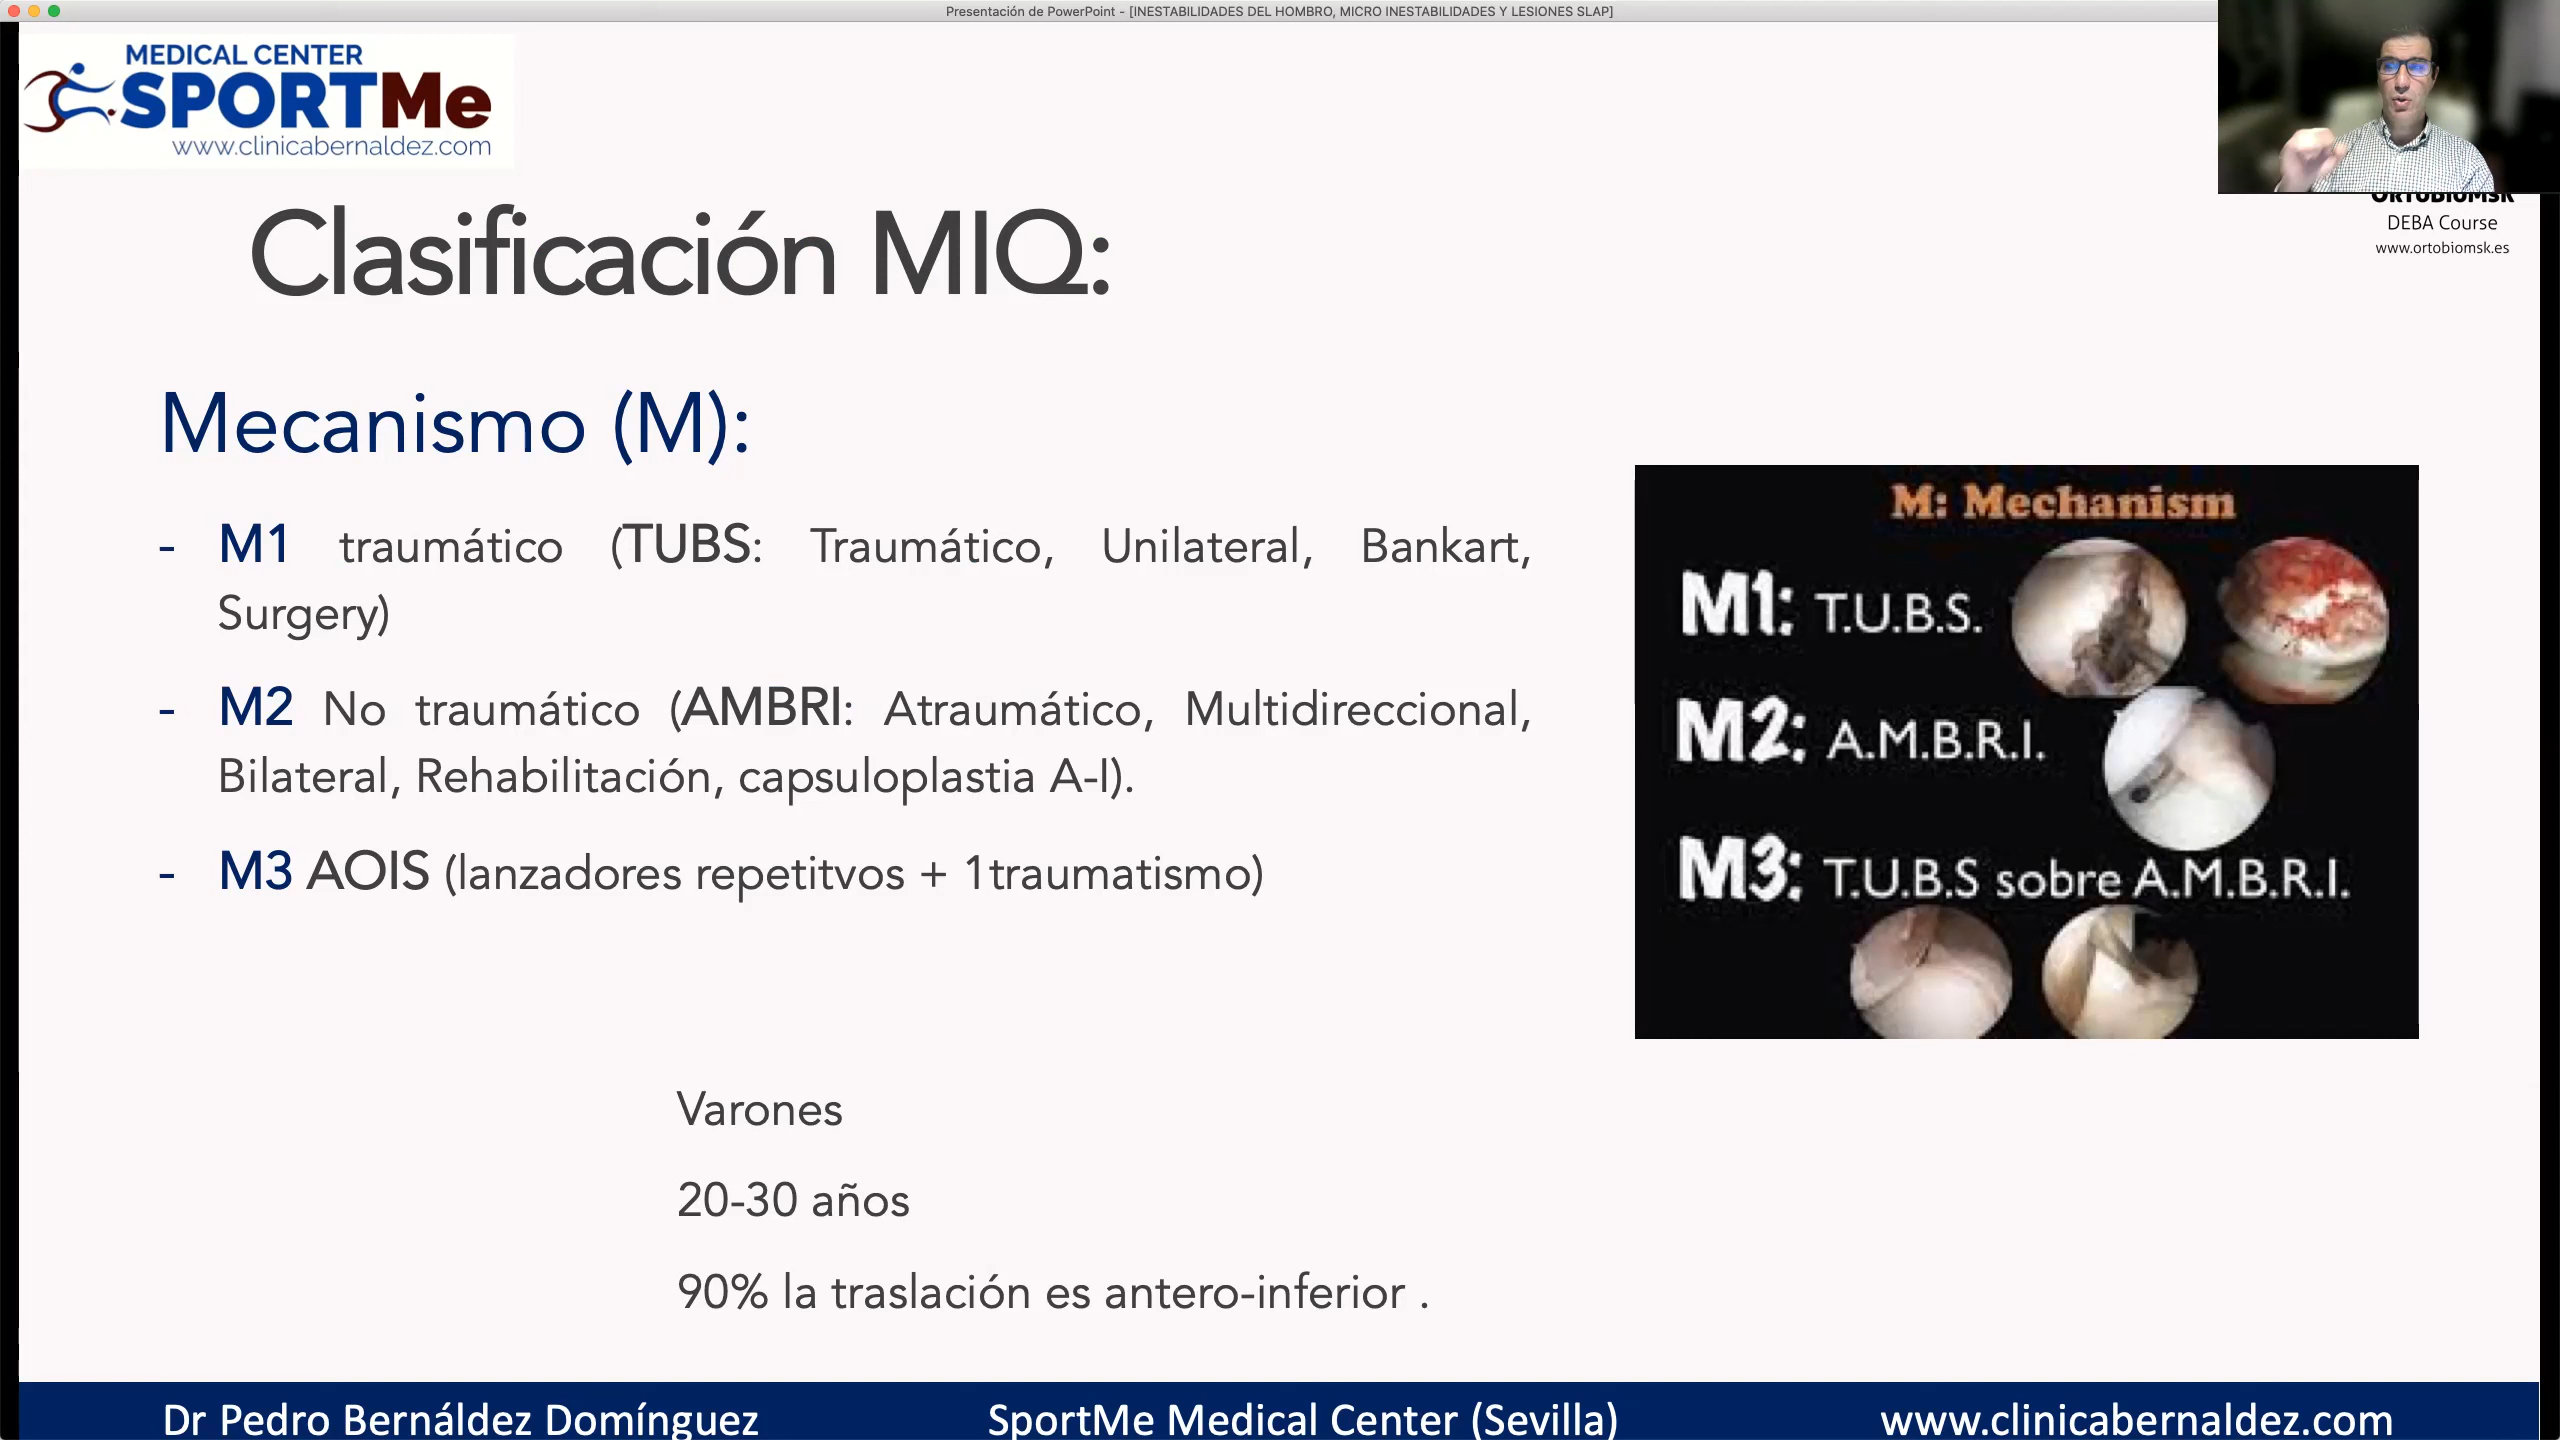 Presentación de PowerPoint - [INESTABILIDADES DEL HOMBRO, MICRO INESTABILIDADES Y LESIONES SLAP]
MEDICAL CENTER
SPORTMe
www.clinicabernaldez.com
ORTOBIOMSK
DEBA Course
www.ortobiomsk.es
Clasificación MIQ:
Mecanismo (M):
- M1 traumático (TUBS: Traumático, Unilateral, Bankart,
Surgery)
- M2 No traumático (AMBRI: Atraumático, Multidireccional,
Bilateral, Rehabilitación, capsuloplastia A-I).
- M3 AOIS (lanzadores repetitvos + 1traumatismo)
M: Mechanism
M1: T.U.B.S.
M2: A.M.B.R.I.
M3: T.U.B.S sobre A.M.B.R.I.
Varones
20-30 años
90% la traslación es antero-inferior .
Dr Pedro Bernáldez Domínguez
SportMe Medical Center (Sevilla)
www.clinicabernaldez.com